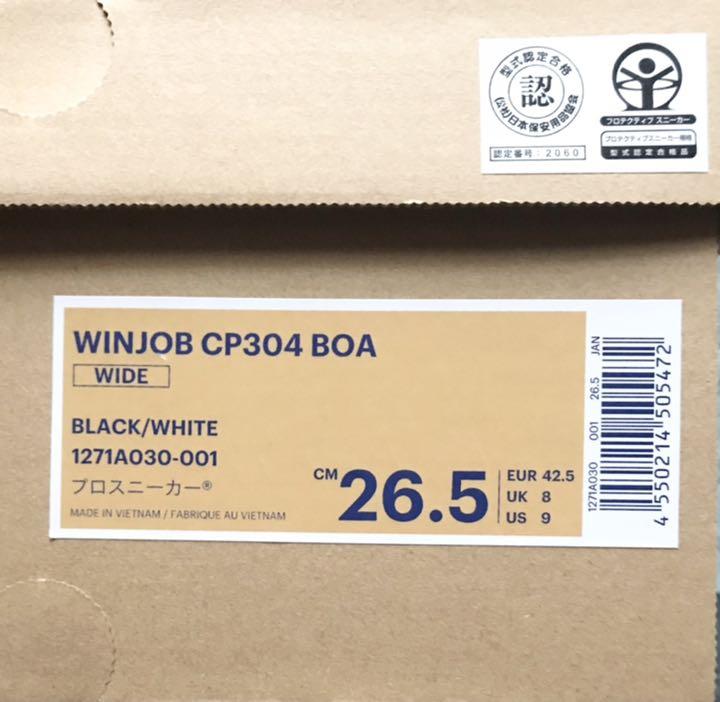 型式認定合格
認
(公社)日本保安用品協会
認定番号:2060
プロテクティブ スニーカー
プロテクティブスニーカー規格
型式認定合格品
WINJOB CP304 BOA
WIDE
BLACK/WHITE
1271A030-001
プロスニーカー®
MADE IN VIETNAM / FABRIQUE AU VIETNAM
CM 26.5
EUR 42.5
UK 8
US 9
1271A030 001 26.5 JAN
4 550214 505472